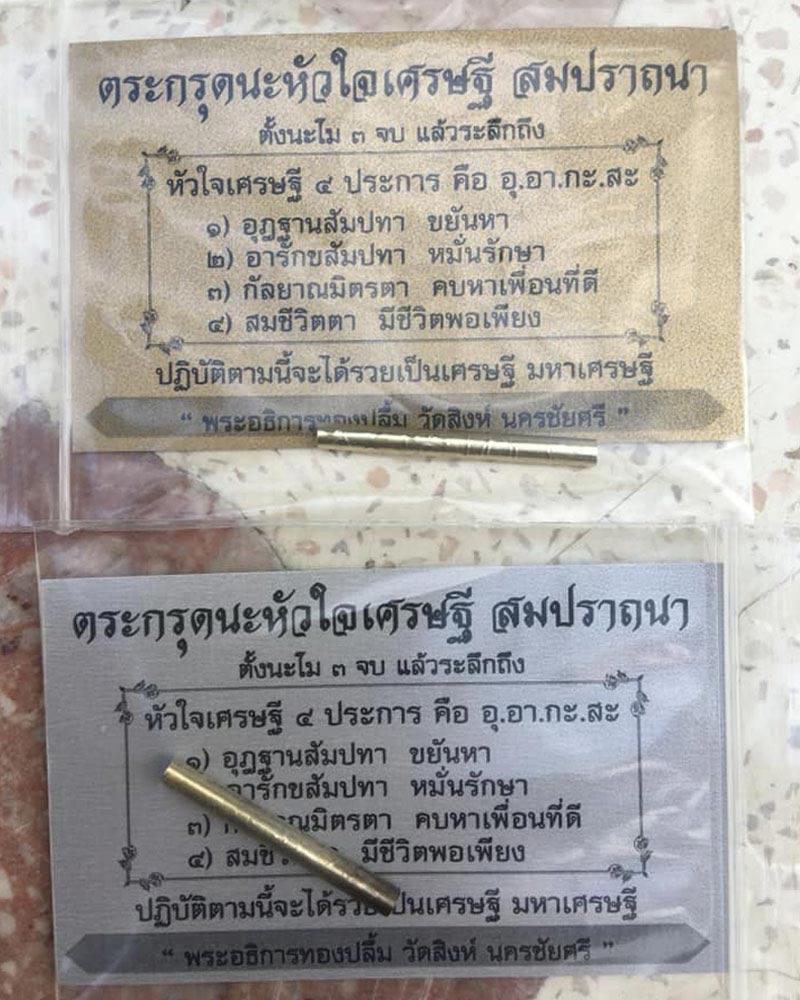 ตระกรุดนะหัวใจเศรษฐี สมปราถนา
ตั้งนะโม ๓ จบ แล้วระลึกถึง
หัวใจเศรษฐี ๔ ประการ คือ อุ.อา.กะ.สะ
๑) อุฏฐานสัมปทา ขยันหา
๒) อารักขสัมปทา หมั่นรักษา
๓) กัลยาณมิตรตา คบหาเพื่อนที่ดี
๔) สมชีวิตตา มีชีวิตพอเพียง
ปฏิบัติตามนี้จะได้รวยเป็นเศรษฐี มหาเศรษฐี
“ พระอธิการทองปลื้ม วัดสิงห์ นครชัยศรี ”
ตระกรุดนะหัวใจเศรษฐี สมปราถนา
ตั้งนะโม ๓ จบ แล้วระลึกถึง
หัวใจเศรษฐี ๔ ประการ คือ อุ.อา.กะ.สะ
๑) อุฏฐานสัมปทา ขยันหา
อารักขสัมปทา หมั่นรักษา
๓) คบหาเพื่อนที่ดี
๔) มีชีวิตพอเพียง
ปฏิบัติตามนี้จะได้รวยเป็นเศรษฐี มหาเศรษฐี
“ พระอธิการทองปลื้ม วัดสิงห์ นครชัยศรี ”